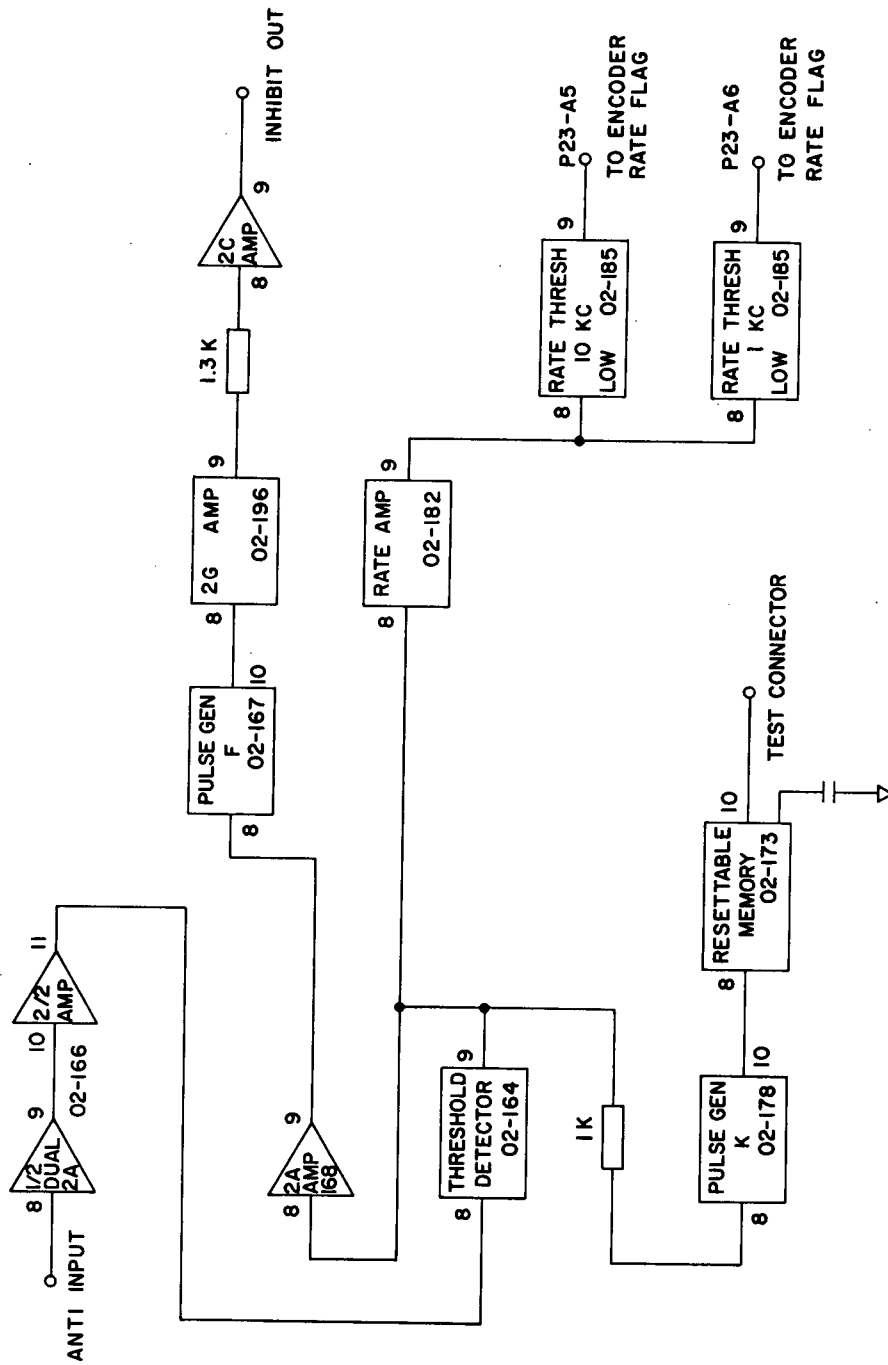 ANTI INPUT
8
1/2
DUAL
2A
9
02-166
10
2/2
AMP
11
8
2A
AMP
168
9
8
PULSE GEN
F
02-167
10
8
2G AMP
02-196
9
1.3 K
8
2C
AMP
9
INHIBIT OUT
8
THRESHOLD
DETECTOR
02-164
9
8
RATE AMP
02-182
9
8
RATE THRESH
10 KC
LOW 02-185
9
P23-A5
TO ENCODER
RATE FLAG
8
RATE THRESH
1 KC
LOW 02-185
9
P23-A6
TO ENCODER
RATE FLAG
1K
8
PULSE GEN
K
02-178
10
8
RESETTABLE
MEMORY
02-173
10
TEST CONNECTOR